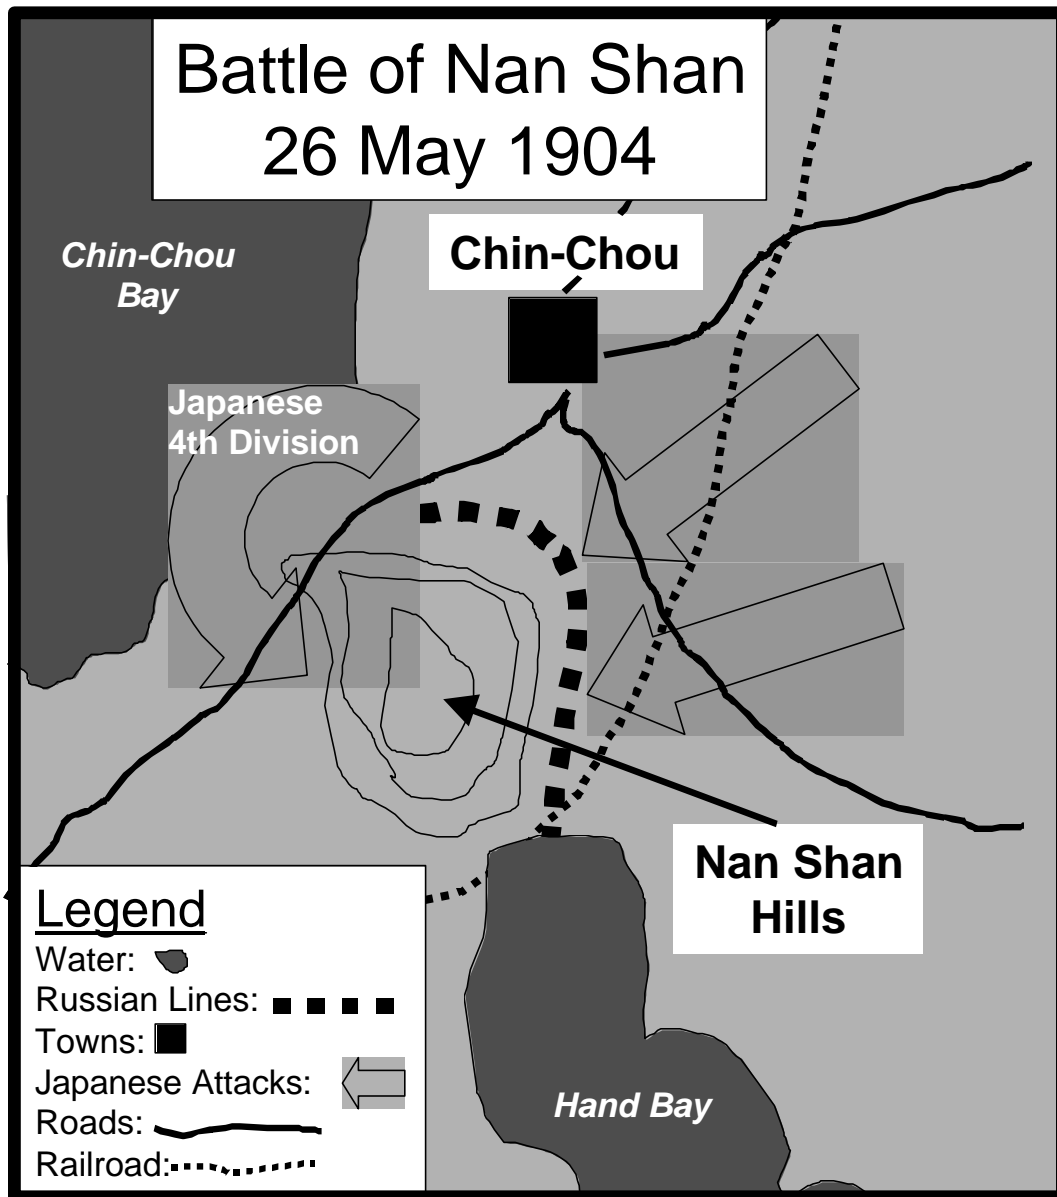 Battle of Nan Shan
26 May 1904
Chin-Chou
Bay
Chin-Chou
Japanese
4th Division
Nan Shan
Hills
Hand Bay
Legend
Water:
Russian Lines:
Towns:
Japanese Attacks:
Roads:
Railroad: